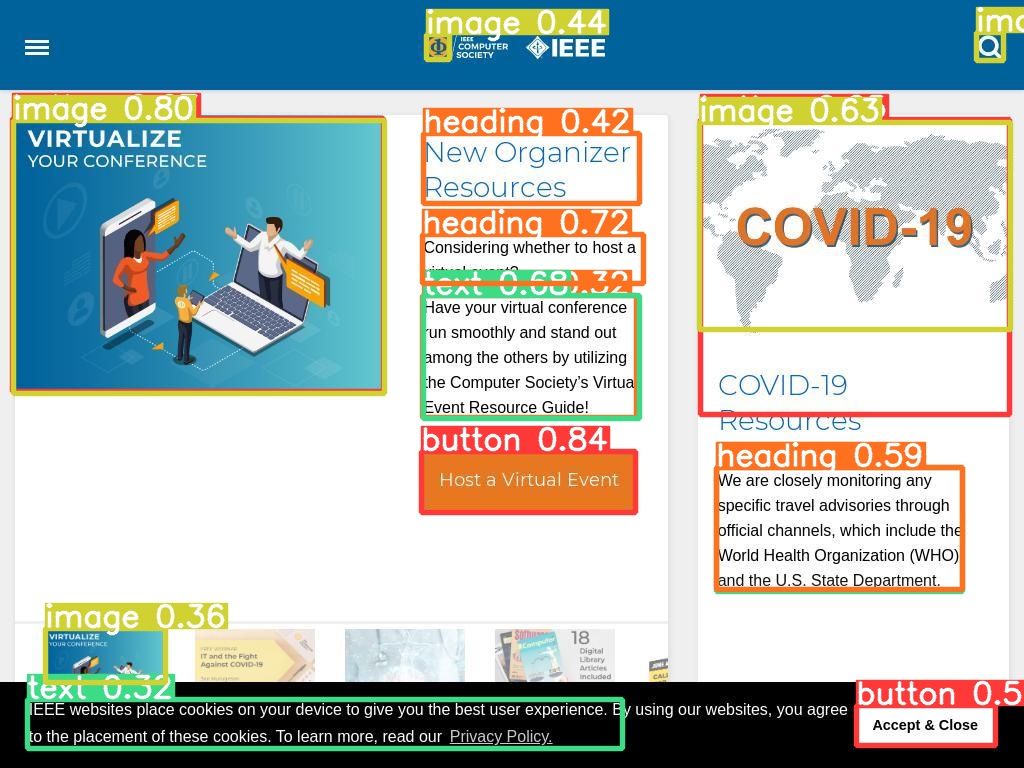 image 0.44
IEEE
COMPUTER
SOCIETY
IEEE
image 0.80
VIRTUALIZE
YOUR CONFERENCE
heading 0.42
New Organizer
Resources
heading 0.72
Considering whether to host a
virtual event?
text 0.68
0.32
Have your virtual conference
run smoothly and stand out
among the others by utilizing
the Computer Society's Virtua
Event Resource Guide!
button 0.84
Host a Virtual Event
image 0.63
COVID-19
COVID-19
Resources
heading 0.59
We are closely monitoring any
specific travel advisories through
official channels, which include the
World Health Organization (WHO)
and the U.S. State Department.
image 0.36
VIRTUALIZE
YOUR CONFERENCE
FREE WEBINAR
IT and the Fight
Against COVID-19
Software
Computer
18
Digital
Library
Articles
Included
text 0.32
IEEE websites place cookies on your device to give you the best user experience. By using our websites, you agree
to the placement of these cookies. To learn more, read our Privacy Policy.
button 0.5
Accept & Close